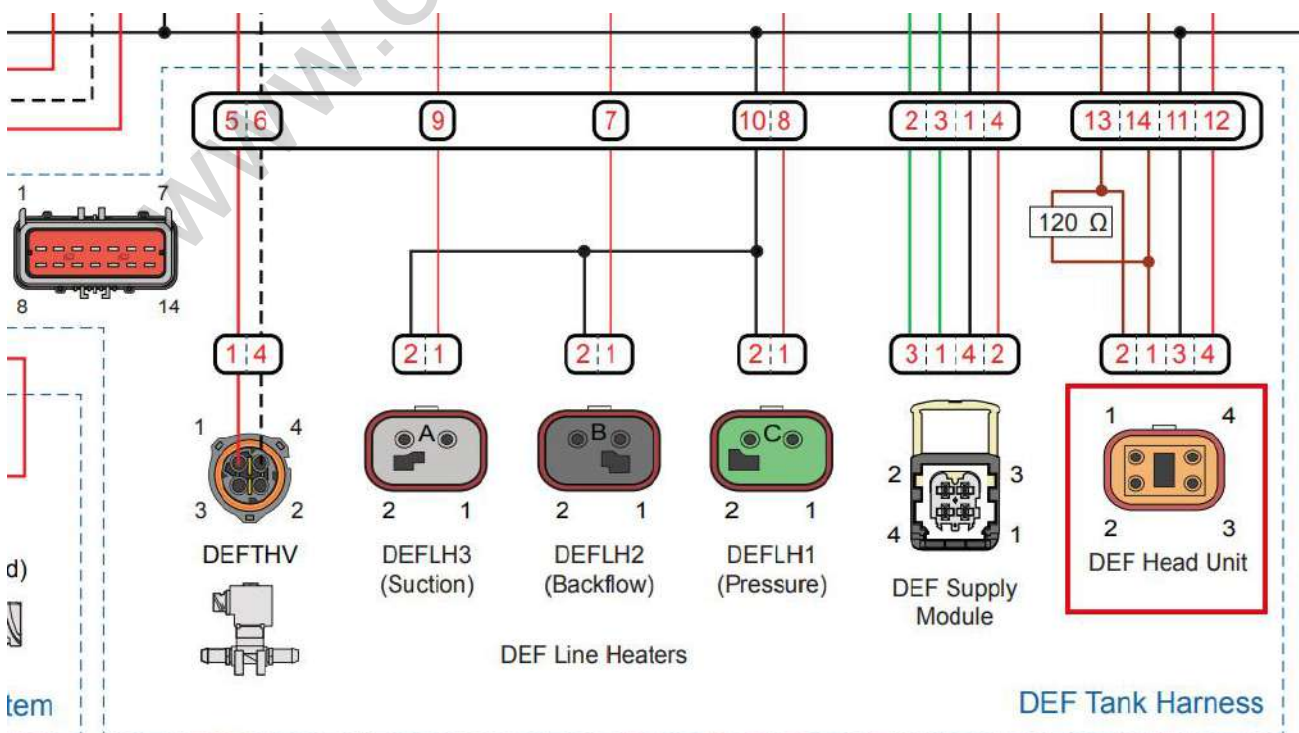 www.c
5 6
9
7
10 8
2 3 1 4
13 14 11 12
1 7
120 Ω
8 14
1 4
2 1
2 1
2 1
3 1 4 2
2 1 3 4
1 4
A
B
C
1 4
2 3
3 2
2 1
2 1
2 1
4 1
2 3
DEFTHV
DEFLH3
(Suction)
DEFLH2
(Backflow)
DEFLH1
(Pressure)
DEF Supply
Module
DEF Head Unit
d)
DEF Line Heaters
tem
DEF Tank Harness